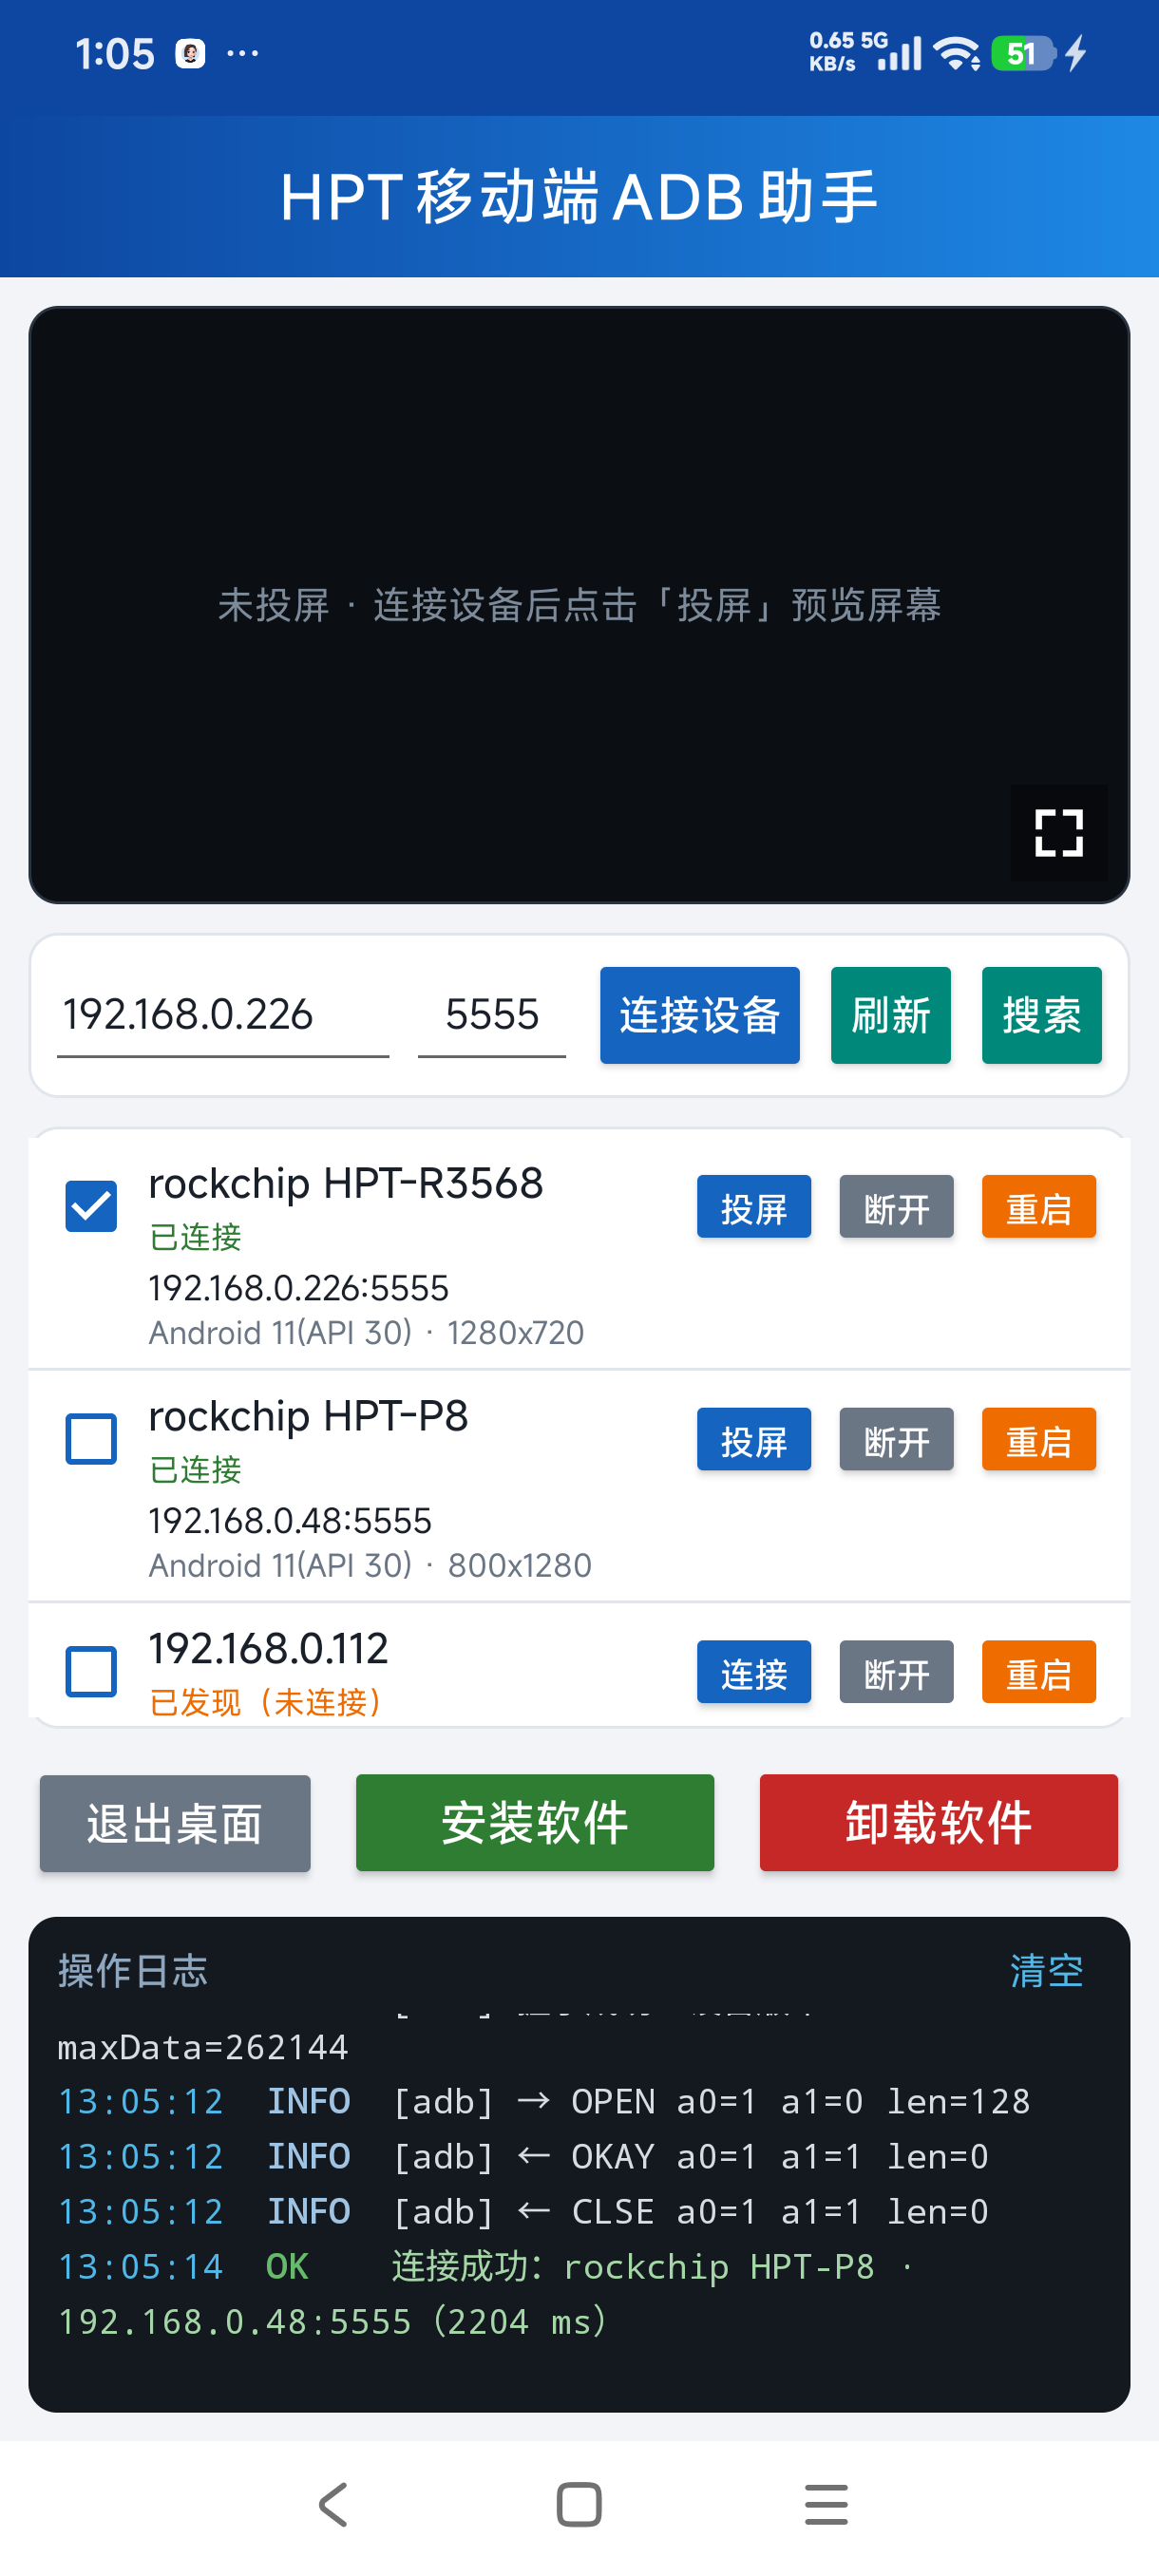 1:05 ...
0.65 5G
KB/s
51
HPT 移动端 ADB 助手
未投屏 · 连接设备后点击「投屏」预览屏幕
192.168.0.226 5555 连接设备 刷新 搜索
rockchip HPT-R3568 投屏 断开 重启
已连接
192.168.0.226:5555
Android 11(API 30) · 1280x720
rockchip HPT-P8 投屏 断开 重启
已连接
192.168.0.48:5555
Android 11(API 30) · 800x1280
192.168.0.112 连接 断开 重启
已发现（未连接）
退出桌面 安装软件 卸载软件
操作日志 清空
maxData=262144
13:05:12 INFO [adb] → OPEN a0=1 a1=0 len=128
13:05:12 INFO [adb] ← OKAY a0=1 a1=1 len=0
13:05:12 INFO [adb] ← CLSE a0=1 a1=1 len=0
13:05:14 OK 连接成功：rockchip HPT-P8 ·
192.168.0.48:5555（2204 ms）